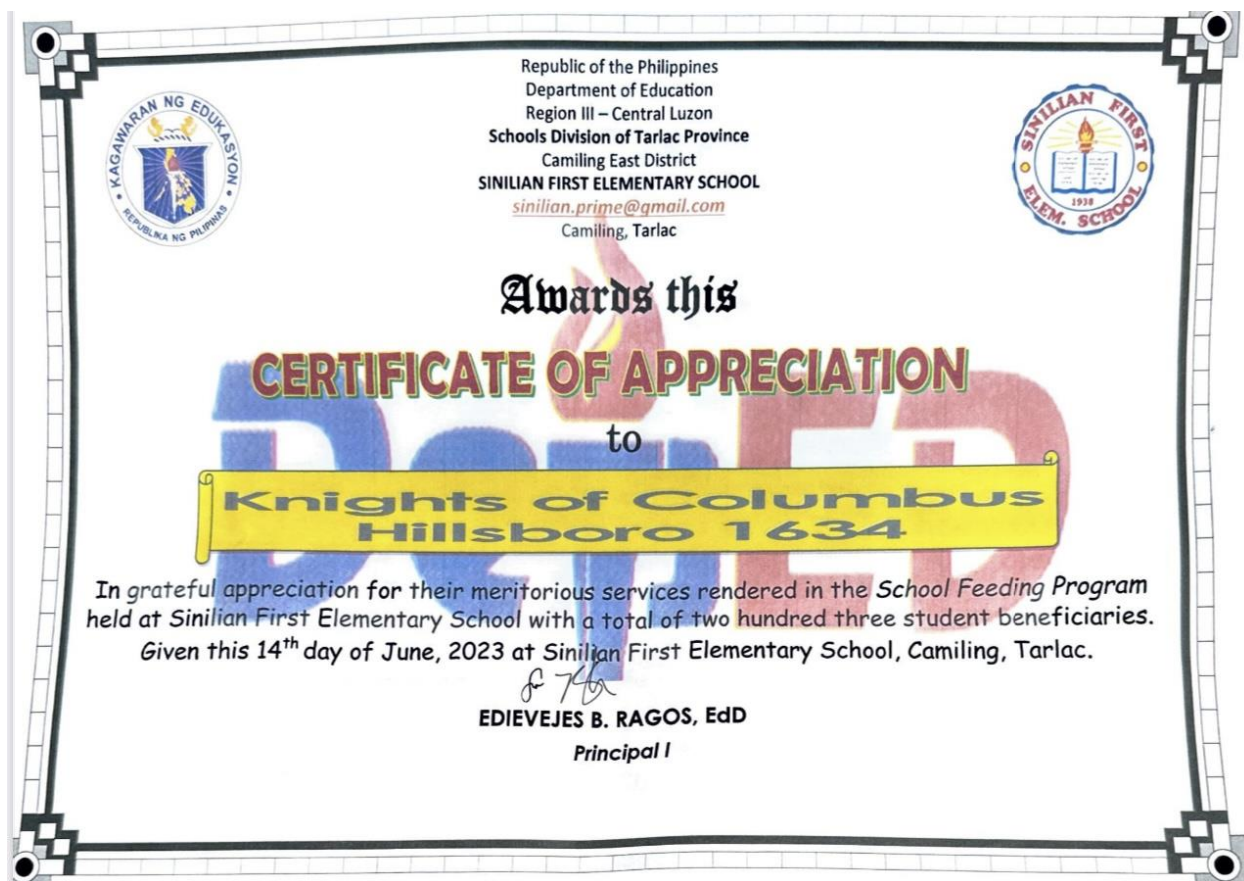 Republic of the Philippines
Department of Education
Region III – Central Luzon
Schools Division of Tarlac Province
Camiling East District
SINILIAN FIRST ELEMENTARY SCHOOL
sinilian.prime@gmail.com
Camiling, Tarlac
KAGAWARAN NG EDUKASYON
REPUBLIKA NG PILIPINAS
SINILIAN FIRST
1938
ELEM. SCHOOL
Awards this
CERTIFICATE OF APPRECIATION
to
DepED
Knights of Columbus
Hillsboro 1634
In grateful appreciation for their meritorious services rendered in the School Feeding Program
held at Sinilian First Elementary School with a total of two hundred three student beneficiaries.
Given this 14th day of June, 2023 at Sinilian First Elementary School, Camiling, Tarlac.
EDIEVEJES B. RAGOS, EdD
Principal I